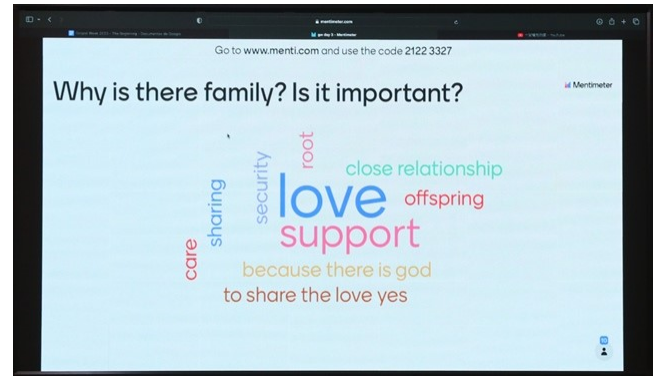 mentimeter.com
Go to www.menti.com and use the code 2122 3327
Why is there family? Is it important?
Mentimeter
root
close relationship
security
love
offspring
sharing
support
care
because there is god
to share the love yes